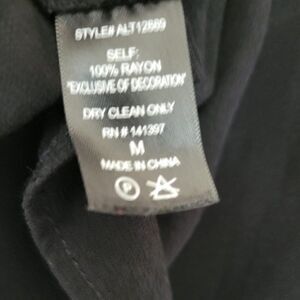 STYLE# ALT12669
SELF:
100% RAYON
"EXCLUSIVE OF DECORATION"
DRY CLEAN ONLY
RN # 141397
M
MADE IN CHINA
P